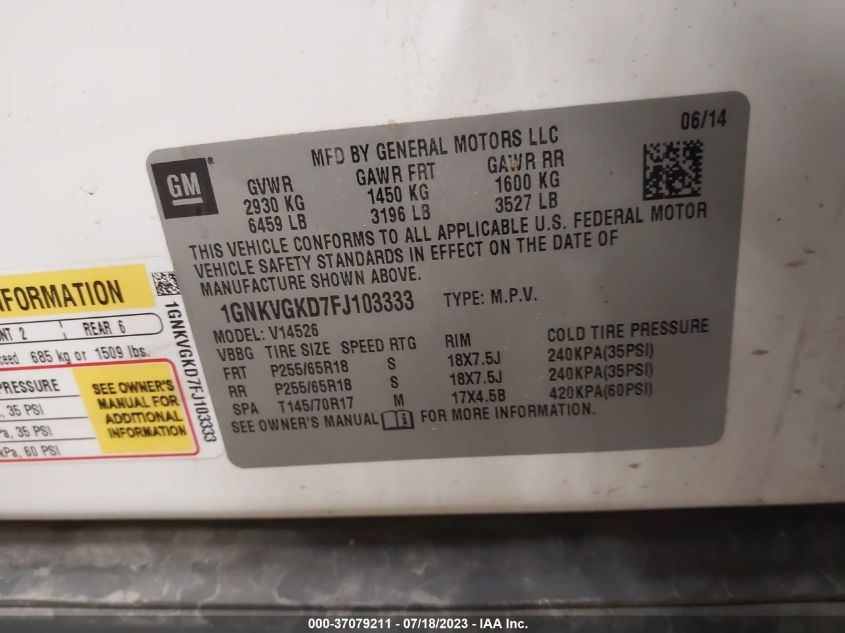 MFD BY GENERAL MOTORS LLC 06/14
GM®
GVWR GAWR FRT GAWR RR
2930 KG 1450 KG 1600 KG
6459 LB 3196 LB 3527 LB
THIS VEHICLE CONFORMS TO ALL APPLICABLE U.S. FEDERAL MOTOR
VEHICLE SAFETY STANDARDS IN EFFECT ON THE DATE OF
MANUFACTURE SHOWN ABOVE.
1GNKVGKD7FJ103333 TYPE: M.P.V.
MODEL: V14526
VBBG TIRE SIZE SPEED RTG RIM COLD TIRE PRESSURE
FRT P255/65R18 S 18X7.5J 240KPA(35PSI)
RR P255/65R18 S 18X7.5J 240KPA(35PSI)
SPA T145/70R17 M 17X4.5B 420KPA(60PSI)
SEE OWNER'S MANUAL FOR MORE INFORMATION.
NFORMATION
NT 2 REAR 6
ceed 685 kg or 1509 lbs.
PRESSURE
, 35 PSI
a, 35 PSI
kPa, 60 PSI
SEE OWNER'S
MANUAL FOR
ADDITIONAL
INFORMATION
1GNKVGKD7FJ103333
000-37079211 - 07/18/2023 - IAA Inc.